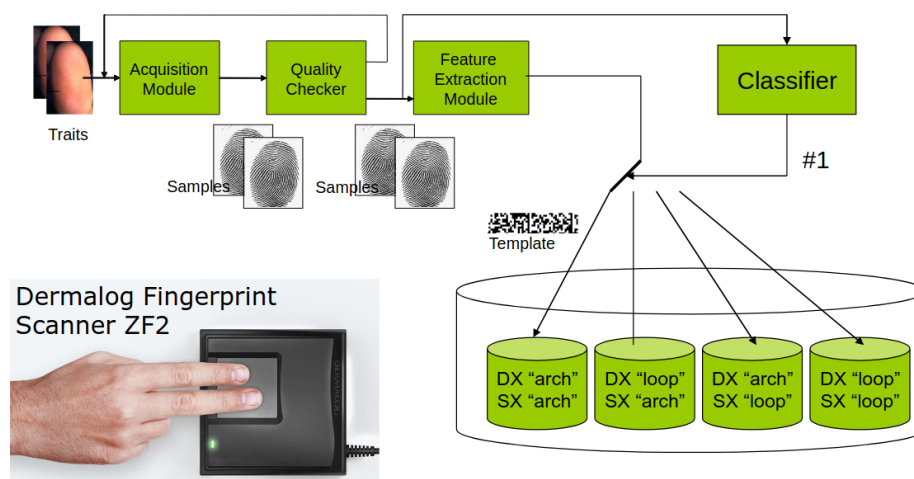 Acquisition
Module
Quality
Checker
Feature
Extraction
Module
Classifier
Traits
#1
Samples
Samples
Template
Dermalog Fingerprint
Scanner ZF2
DX “arch”
SX “arch”
DX “loop”
SX “arch”
DX “arch”
SX “loop”
DX “loop”
SX “loop”